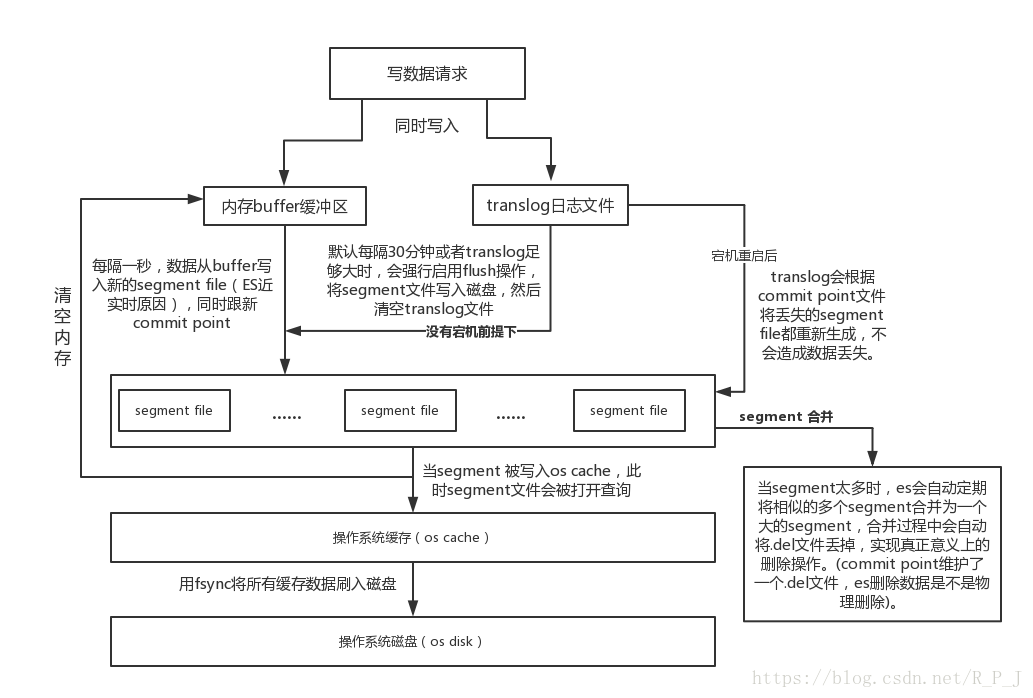 写数据请求
同时写入
内存buffer缓冲区
translog日志文件
宕机重启后
每隔一秒，数据从buffer写
入新的segment file（ES近
实时原因），同时跟新
commit point
默认每隔30分钟或者translog足
够大时，会强行启用flush操作，
将segment文件写入磁盘，然后
清空translog文件
没有宕机前提下
translog会根据
commit point文件
将丢失的segment
file都重新生成，不
会造成数据丢失。
清
空
内
存
segment file
......
segment file
......
segment file
segment 合并
当segment 被写入os cache，此
时segment文件会被打开查询
当segment太多时，es会自动定期
将相似的多个segment合并为一个
大的segment，合并过程中会自动
将.del文件丢掉，实现真正意义上的
删除操作。(commit point维护了
一个.del文件，es删除数据是不是物
理删除)。
操作系统缓存（os cache）
用fsync将所有缓存数据刷入磁盘
操作系统磁盘（os disk）
https://blog.csdn.net/R_P_J